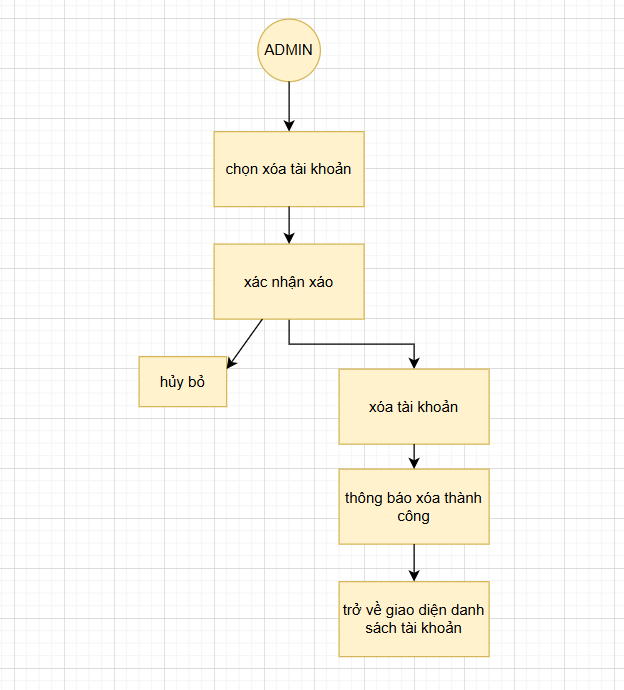 ADMIN
chọn xóa tài khoản
xác nhận xáo
hủy bỏ
xóa tài khoản
thông báo xóa thành
công
trở về giao diện danh
sách tài khoản